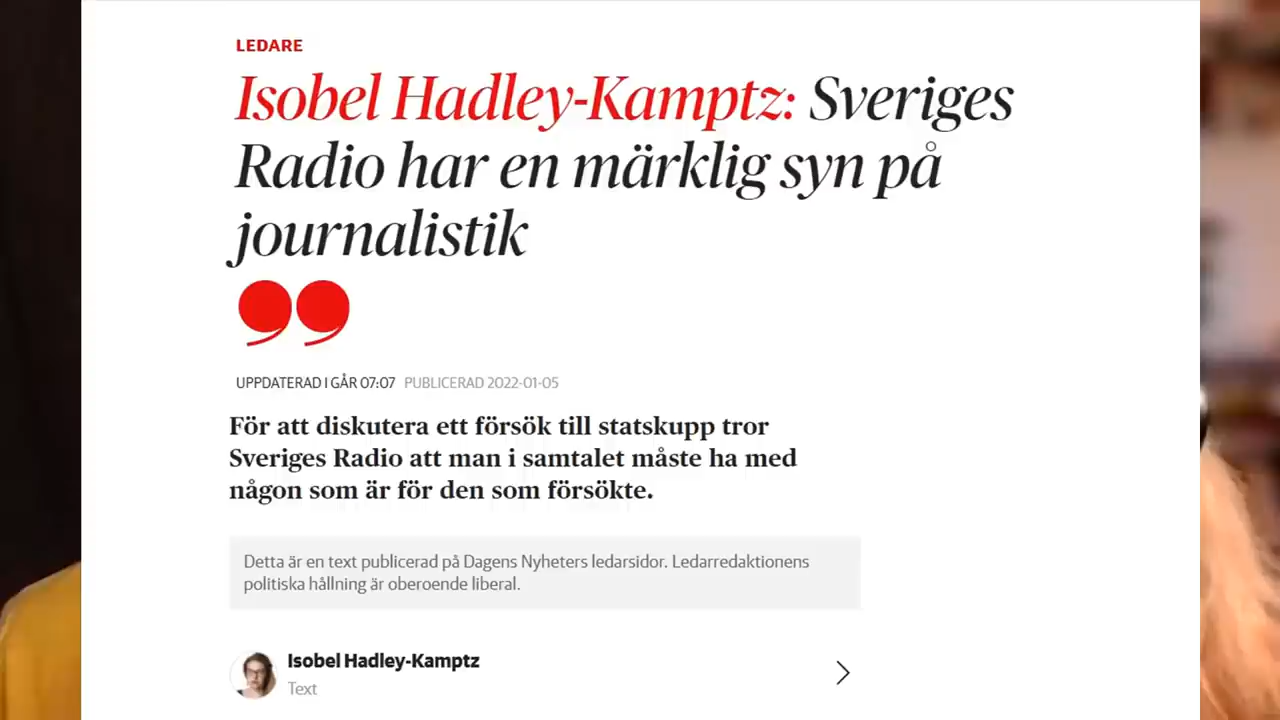 LEDARE
Isobel Hadley-Kamptz: Sveriges
Radio har en märklig syn på
journalistik
UPPDATERAD I GÅR 07:07 PUBLICERAD 2022-01-05
För att diskutera ett försök till statskupp tror
Sveriges Radio att man i samtalet måste ha med
någon som är för den som försökte.
Detta är en text publicerad på Dagens Nyheters ledarsidor. Ledarredaktionens
politiska hållning är oberoende liberal.
Isobel Hadley-Kamptz
Text